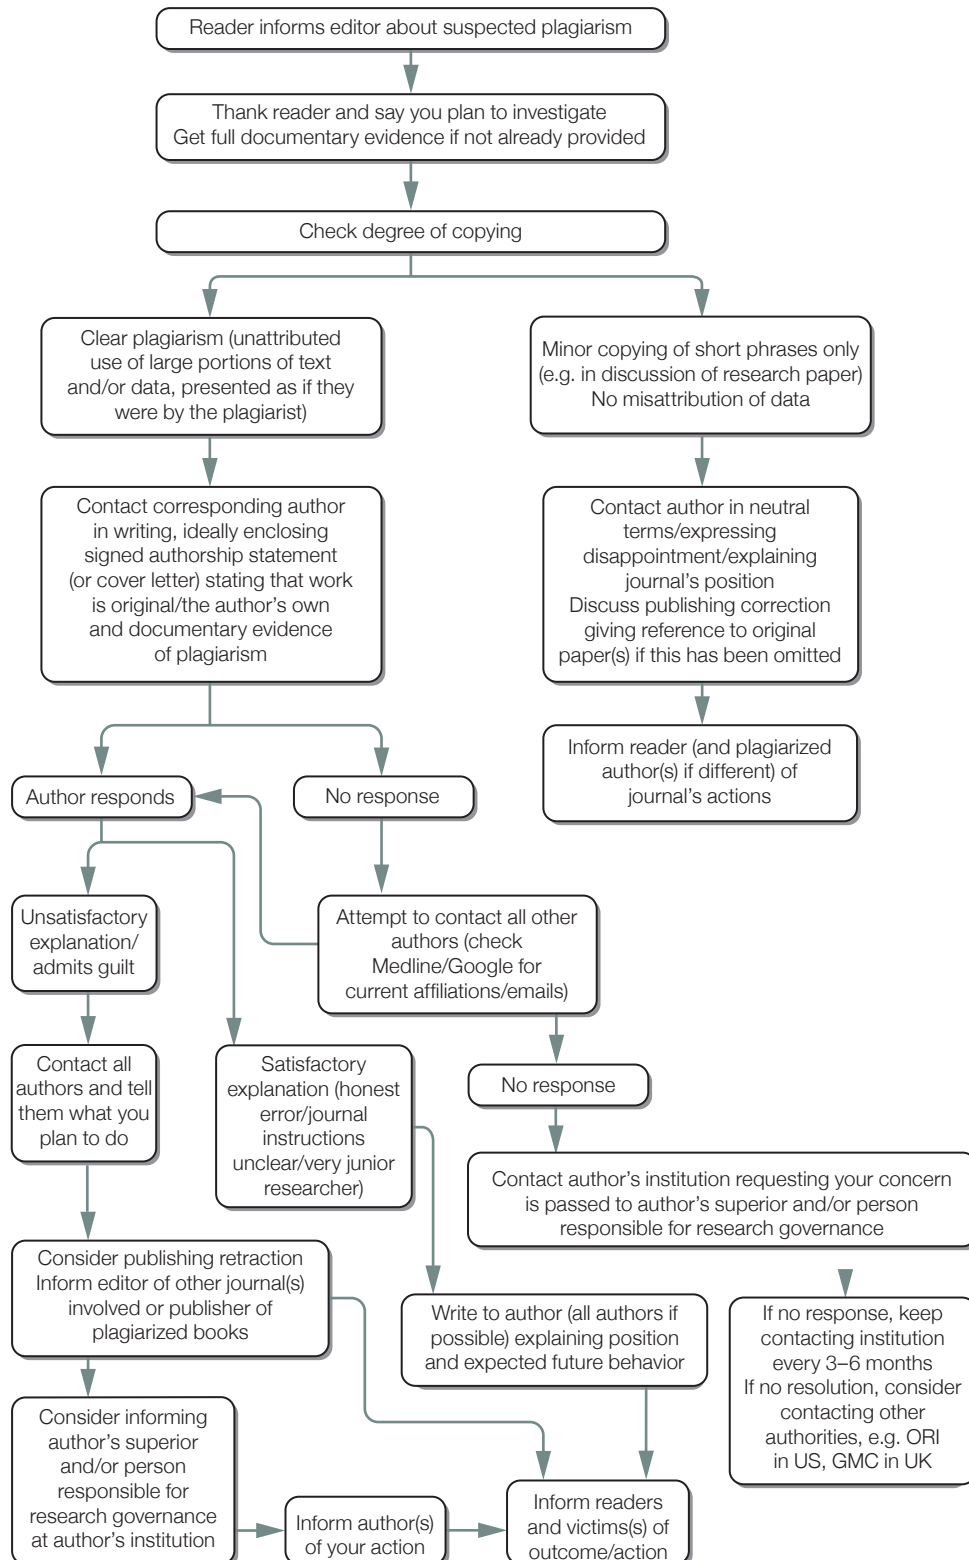 Reader informs editor about suspected plagiarism
Thank reader and say you plan to investigate
Get full documentary evidence if not already provided
Check degree of copying
Clear plagiarism (unattributed
use of large portions of text
and/or data, presented as if they
were by the plagiarist)
Minor copying of short phrases only
(e.g. in discussion of research paper)
No misattribution of data
Contact corresponding author
in writing, ideally enclosing
signed authorship statement
(or cover letter) stating that work
is original/the author's own
and documentary evidence
of plagiarism
Contact author in neutral
terms/expressing
disappointment/explaining
journal's position
Discuss publishing correction
giving reference to original
paper(s) if this has been omitted
Inform reader (and plagiarized
author(s) if different) of
journal's actions
Author responds
No response
Unsatisfactory
explanation/
admits guilt
Attempt to contact all other
authors (check
Medline/Google for
current affiliations/emails)
Contact all
authors and tell
them what you
plan to do
Satisfactory
explanation (honest
error/journal
instructions
unclear/very junior
researcher)
No response
Contact author's institution requesting your concern
is passed to author's superior and/or person
responsible for research governance
Consider publishing retraction
Inform editor of other journal(s)
involved or publisher of
plagiarized books
Write to author (all authors if
possible) explaining position
and expected future behavior
If no response, keep
contacting institution
every 3–6 months
If no resolution, consider
contacting other
authorities, e.g. ORI
in US, GMC in UK
Consider informing
author's superior
and/or person
responsible for
research governance
at author's institution
Inform author(s)
of your action
Inform readers
and victims(s) of
outcome/action